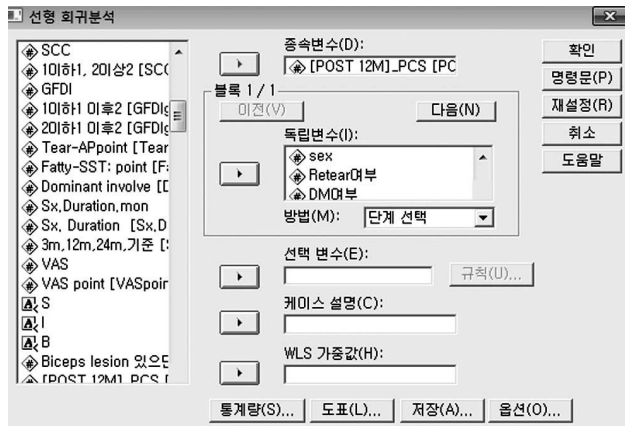 선형 회귀분석
SCC
1이하1, 2이상2 [SCC
GFDI
1이하1 이후2 [GFDIg
2이하1 이후2 [GFDIg
Tear-APpoint [Tear
Fatty-SST: point [Fa
Dominant involve [D
Sx,Duration,mon
Sx, Duration [Sx,D
3m,12m,24m,기준 [
VAS
VAS point [VASpoin
S
I
B
Biceps lesion 있으면
[POST 12M]_PCS [
종속변수(D):
[POST 12M]_PCS [PC
블록 1 / 1
이전(V)
다음(N)
독립변수(I):
sex
Retear여부
DM여부
방법(M): 단계 선택
선택 변수(E):
규칙(U)...
케이스 설명(C):
WLS 가중값(H):
확인
명령문(P)
재설정(R)
취소
도움말
통계량(S)... 도표(L)... 저장(A)... 옵션(O)...